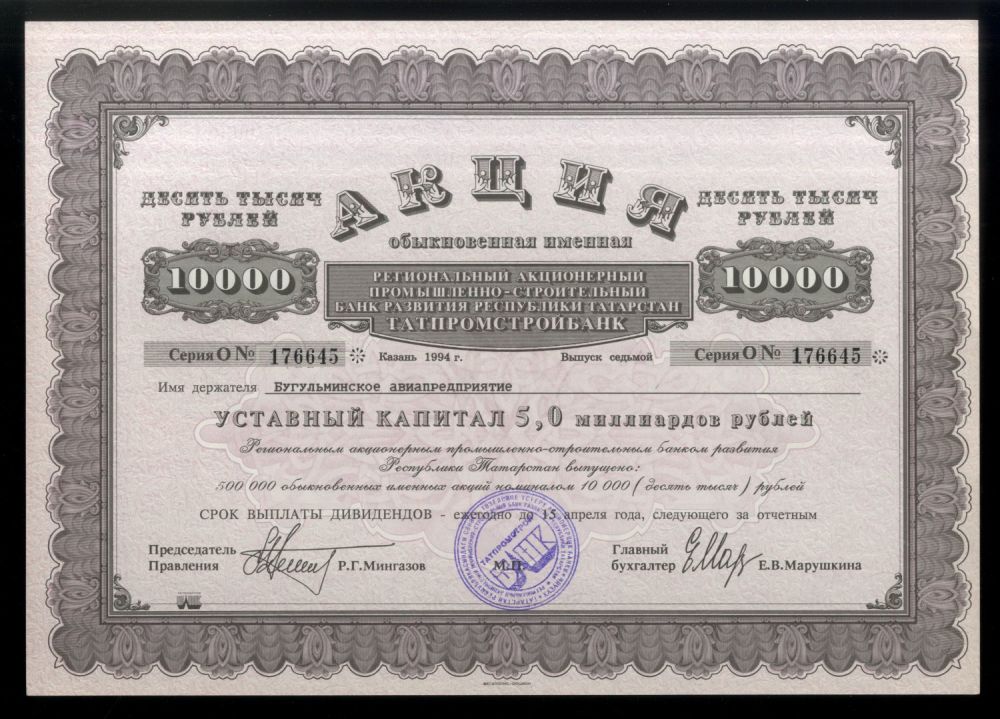 АКЦИЯ
ДЕСЯТЬ ТЫСЯЧ
РУБЛЕЙ
10000
обыкновенная именная
ДЕСЯТЬ ТЫСЯЧ
РУБЛЕЙ
10000
РЕГИОНАЛЬНЫЙ АКЦИОНЕРНЫЙ
ПРОМЫШЛЕННО-СТРОИТЕЛЬНЫЙ
БАНК РАЗВИТИЯ РЕСПУБЛИКИ ТАТАРСТАН
ТАТПРОМСТРОЙБАНК
Серия О № 176645 Казань 1994 г. Выпуск седьмой Серия О № 176645
Имя держателя Бугульминское авиапредприятие
УСТАВНЫЙ КАПИТАЛ 5,0 миллиардов рублей
Региональным акционерным промышленно-строительным банком развития
Республики Татарстан выпущено:
500 000 обыкновенных именных акций номиналом 10 000 ( десять тысяч ) рублей
СРОК ВЫПЛАТЫ ДИВИДЕНДОВ - ежегодно до 15 апреля года, следующего за отчетным
Председатель
Правления Р.Г.Мингазов
М.П.
Главный
бухгалтер Е.В.Марушкина